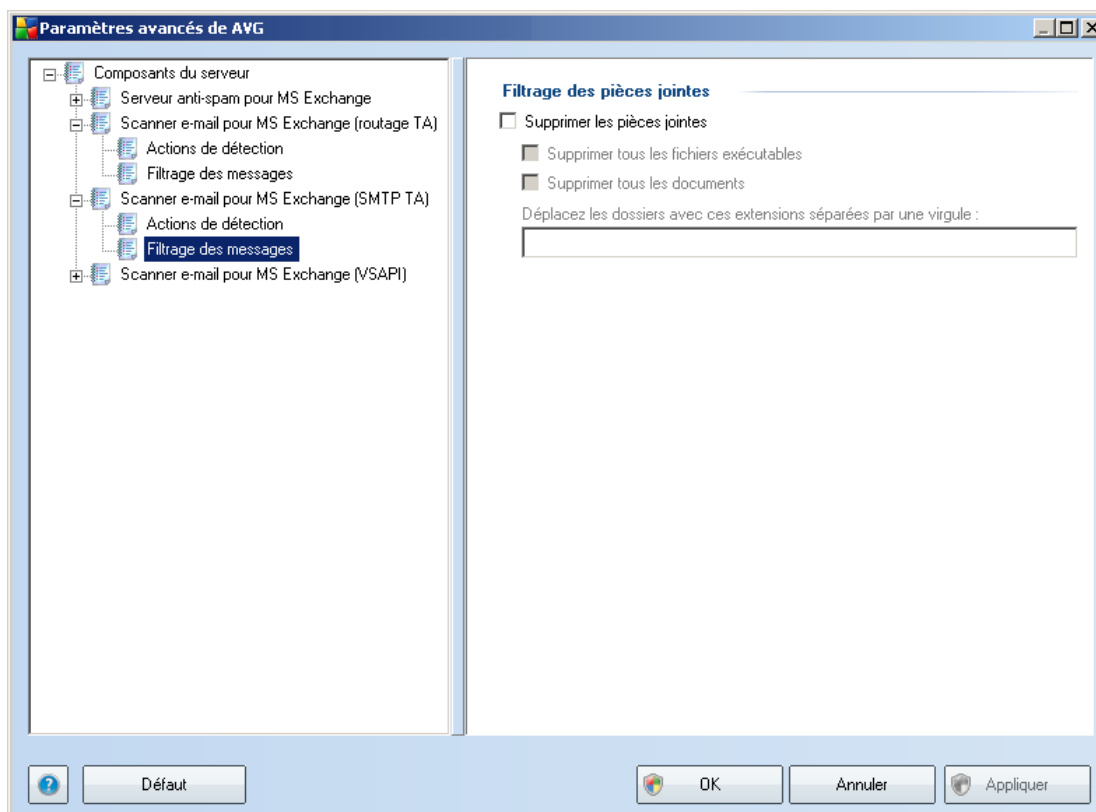 Paramètres avancés de AVG
Composants du serveur
Serveur anti-spam pour MS Exchange
Scanner e-mail pour MS Exchange (routage TA)
Actions de détection
Filtrage des messages
Scanner e-mail pour MS Exchange (SMTP TA)
Actions de détection
Filtrage des messages
Scanner e-mail pour MS Exchange (VSAPI)
Filtrage des pièces jointes
Supprimer les pièces jointes
Supprimer tous les fichiers exécutables
Supprimer tous les documents
Déplacez les dossiers avec ces extensions séparées par une virgule :
?
Défaut
OK
Annuler
Appliquer